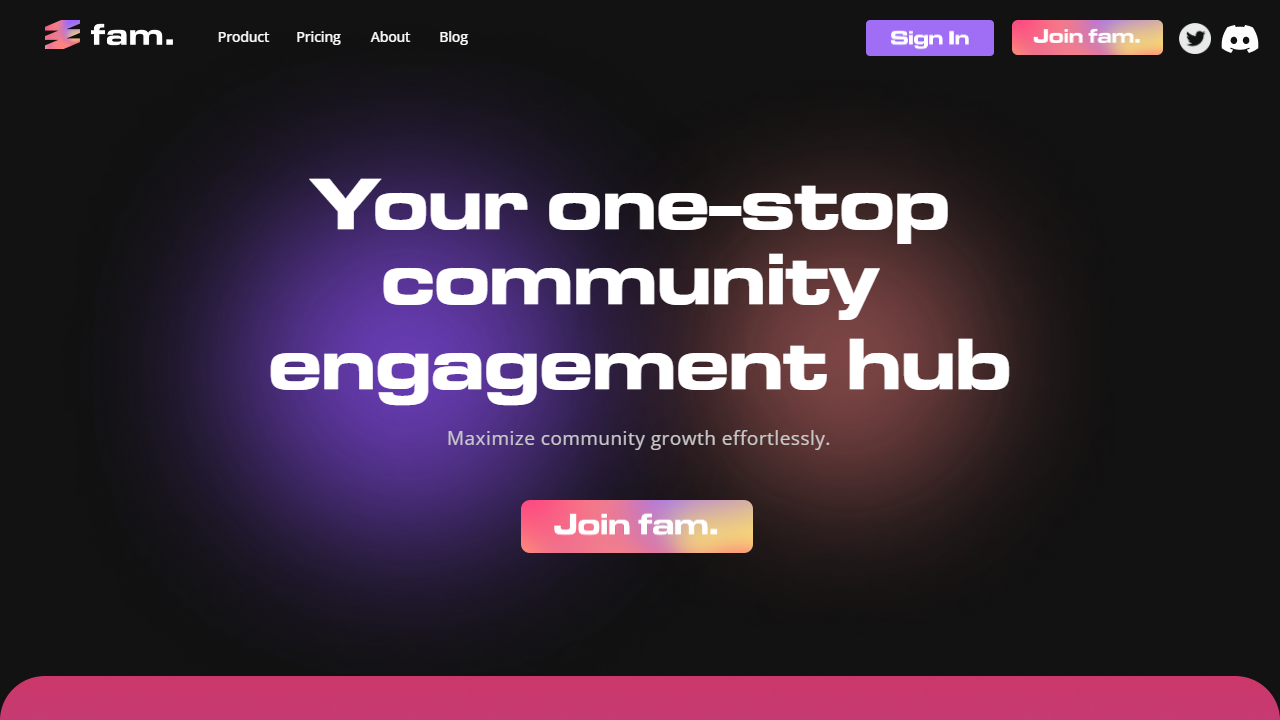 fam.
Product Pricing About Blog
Sign In
Join fam.
Your one-stop
community
engagement hub
Maximize community growth effortlessly.
Join fam.